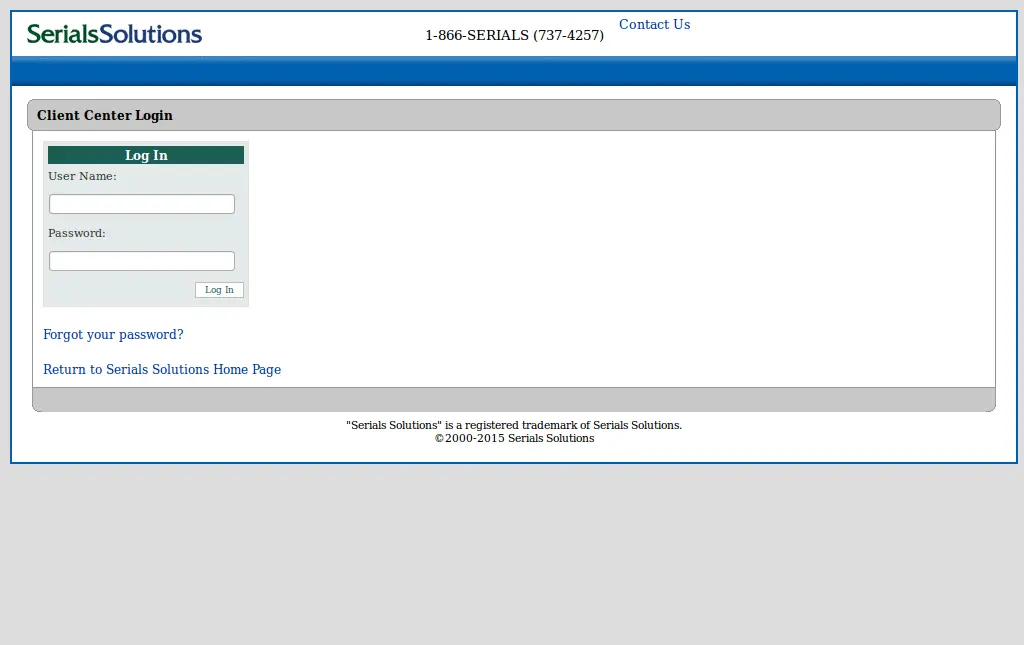 SerialsSolutions
1-866-SERIALS (737-4257)
Contact Us
Client Center Login
Log In
User Name:
Password:
Log In
Forgot your password?
Return to Serials Solutions Home Page
"Serials Solutions" is a registered trademark of Serials Solutions.
©2000-2015 Serials Solutions